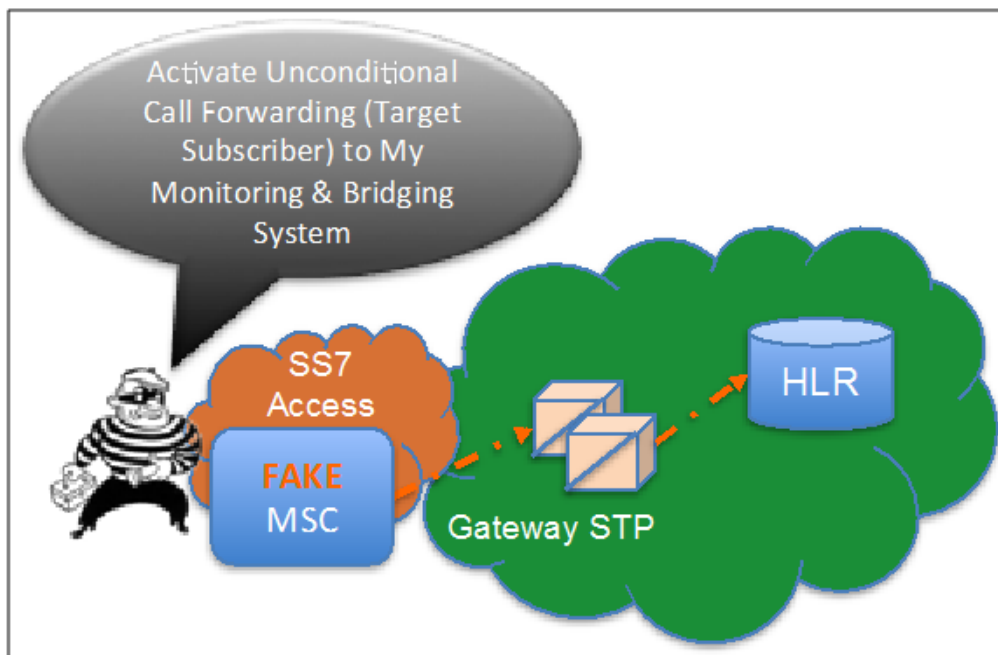 Activate Unconditional
Call Forwarding (Target
Subscriber) to My
Monitoring & Bridging
System
SS7
Access
FAKE
MSC
Gateway STP
HLR